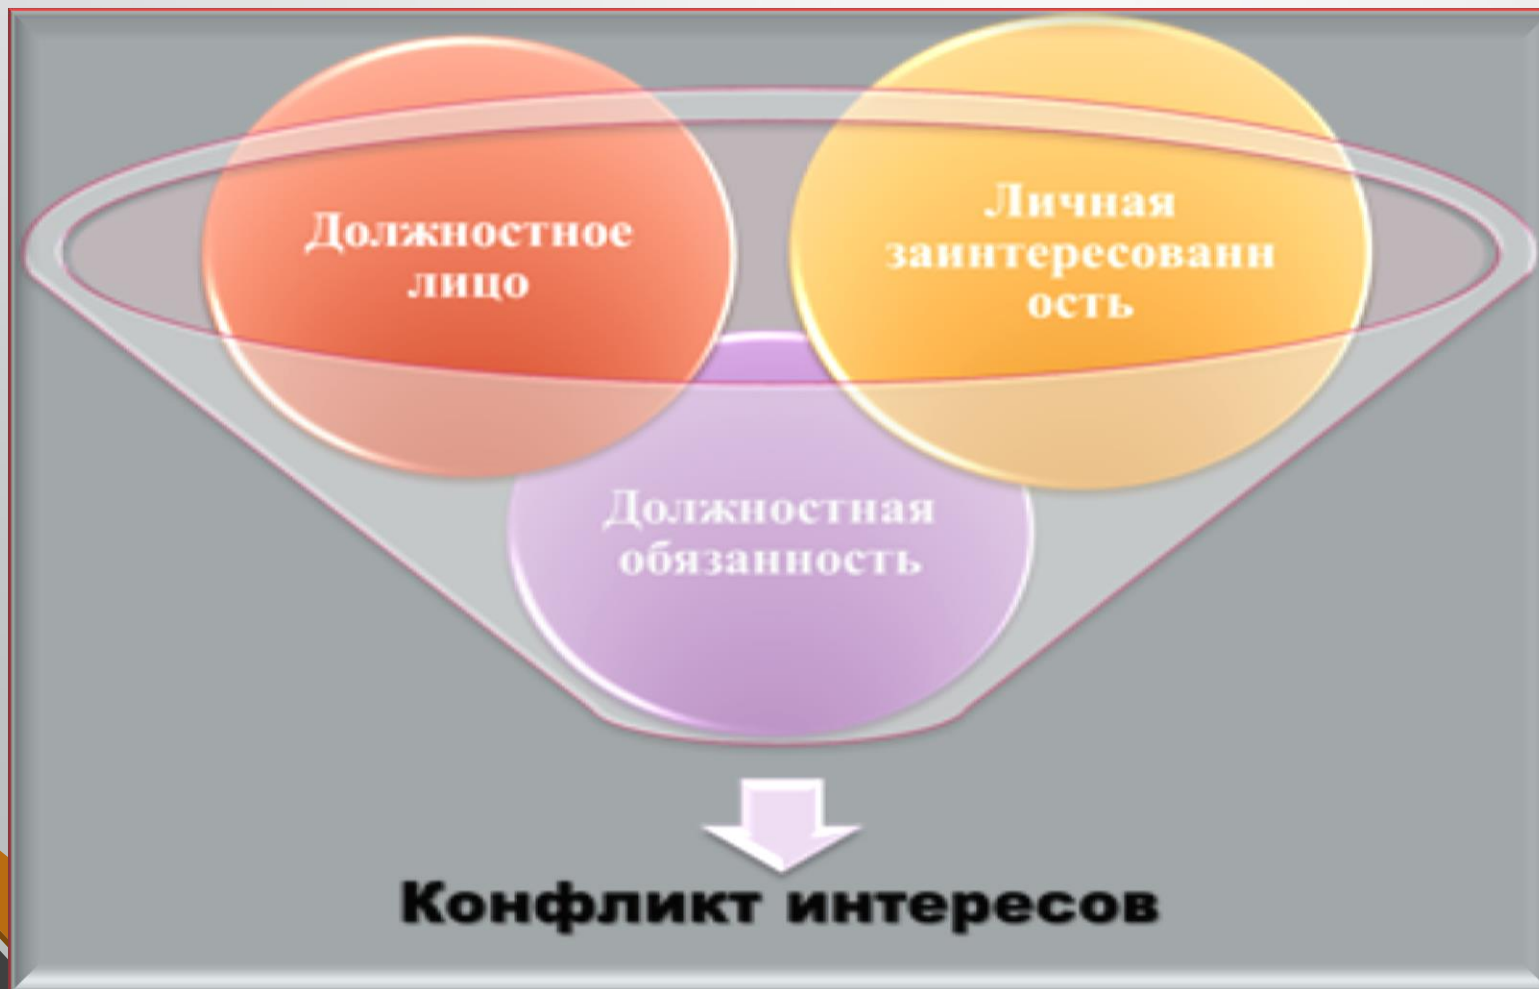 Должностное
лицо
Личная
заинтересованн
ость
Должностная
обязанность
Конфликт интересов